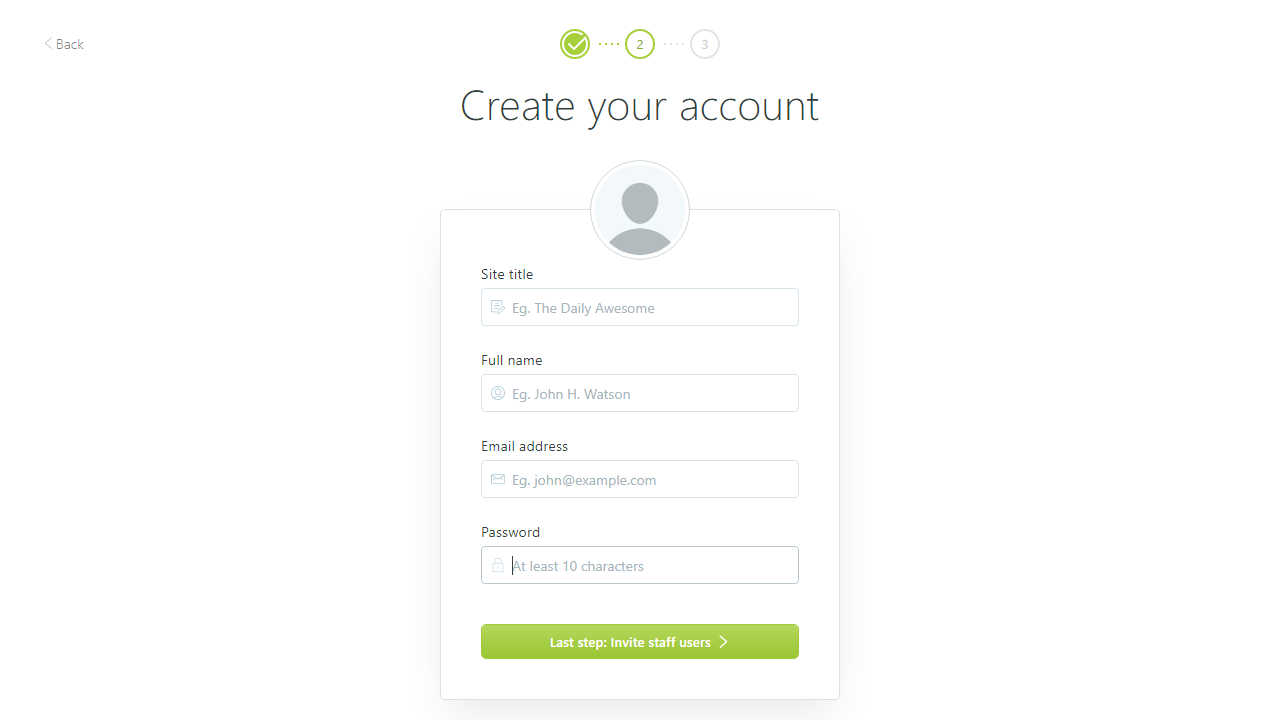 Back
2
3
Create your account
Site title
Eg. The Daily Awesome
Full name
Eg. John H. Watson
Email address
Eg. john@example.com
Password
At least 10 characters
Last step: Invite staff users